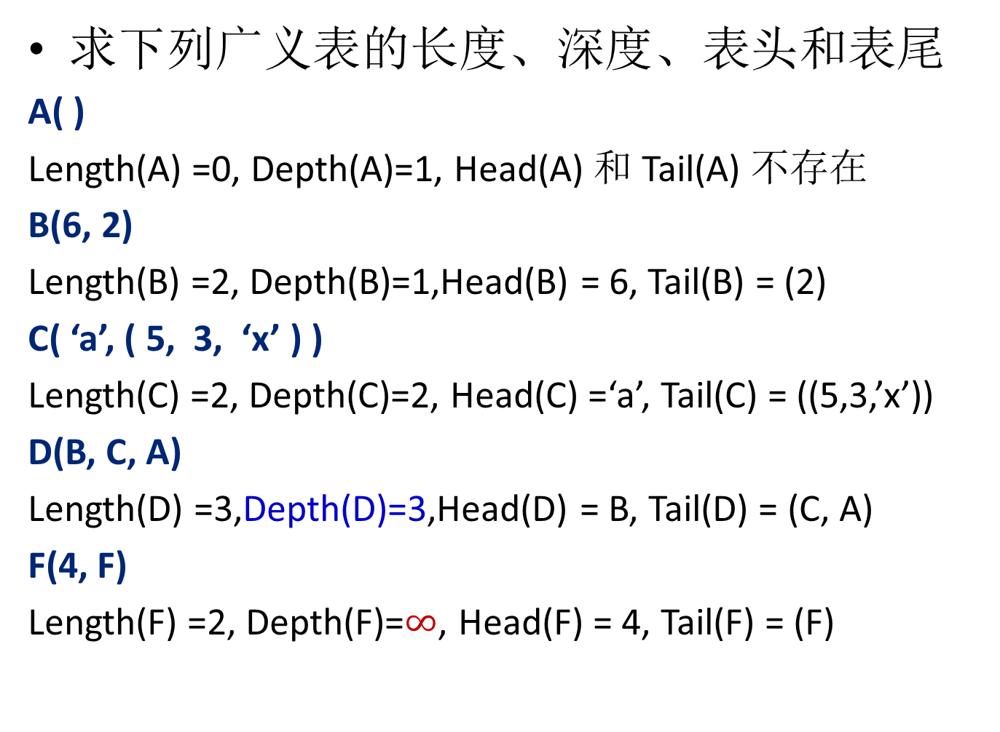 • 求下列广义表的长度、深度、表头和表尾
A( )
Length(A) =0, Depth(A)=1, Head(A) 和 Tail(A) 不存在
B(6, 2)
Length(B) =2, Depth(B)=1,Head(B) = 6, Tail(B) = (2)
C( ‘a’, ( 5, 3, ‘x’ ) )
Length(C) =2, Depth(C)=2, Head(C) =‘a’, Tail(C) = ((5,3,’x’))
D(B, C, A)
Length(D) =3,Depth(D)=3,Head(D) = B, Tail(D) = (C, A)
F(4, F)
Length(F) =2, Depth(F)=∞, Head(F) = 4, Tail(F) = (F)